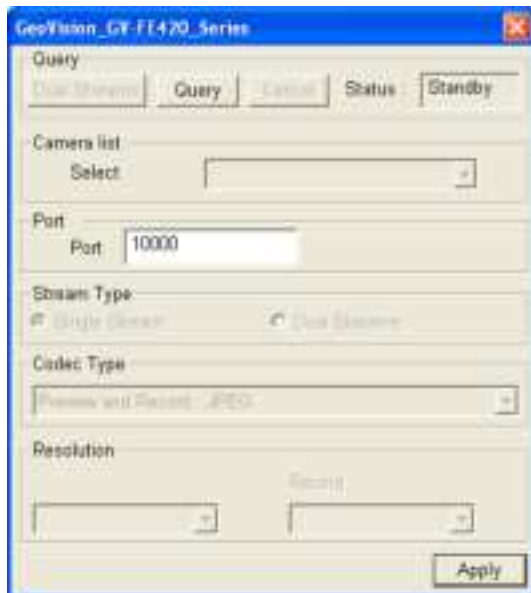 GeoVision_GV-FE420_Series
Query
Dual Streams Query Cancel Status Standby
Camera list
Select
Port
Port 10000
Stream Type
Single Stream Dual Streams
Codec Type
Preview and Record : JPEG
Resolution
Record
Apply